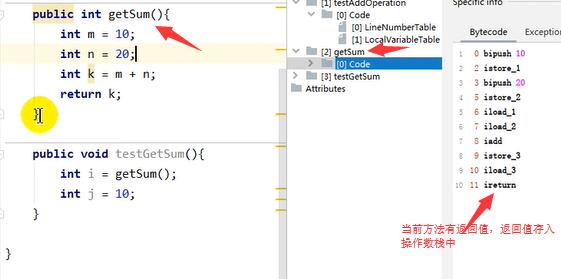 public int getSum(){
int m = 10;
int n = 20;
int k = m + n;
return k;
}
public void testGetSum(){
int i = getSum();
int j = 10;
}
}
[1] testAddOperation
[0] Code
[0] LineNumberTable
[1] LocalVariableTable
[2] getSum
[0] Code
[3] testGetSum
Attributes
Specific info
Bytecode
1 0 bipush 10
2 2 istore_1
3 3 bipush 20
4 5 istore_2
5 6 iload_1
6 7 iload_2
7 8 iadd
8 9 istore_3
9 10 iload_3
10 11 ireturn
当前方法有返回值，返回值存入
操作数栈中